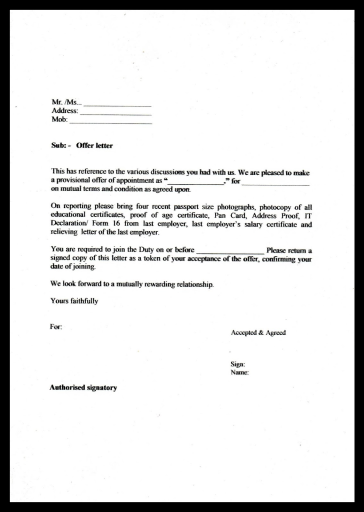 Mr. /Ms... ____________________
Address: ____________________
Mob: ____________________
Sub: - Offer letter
This has reference to the various discussions you had with us. We are pleased to make
a provisional offer of appointment as “______________,” for __________________
on mutual terms and condition as agreed upon.
On reporting please bring four recent passport size photographs, photocopy of all
educational certificates, proof of age certificate, Pan Card, Address Proof, IT
Declaration/ Form 16 from last employer, last employer's salary certificate and
relieving letter of the last employer.
You are required to join the Duty on or before __________________ Please return a
signed copy of this letter as a token of your acceptance of the offer, confirming your
date of joining.
We look forward to a mutually rewarding relationship.
Yours faithfully
For:
Accepted & Agreed
Sign:
Name:
Authorised signatory